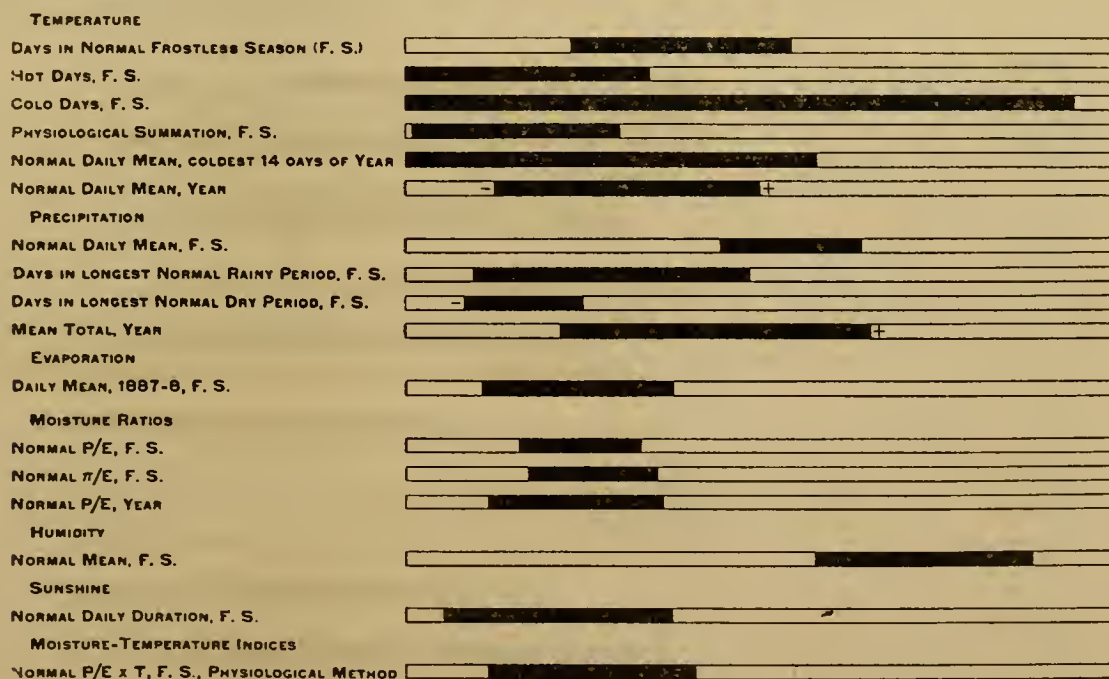 TEMPERATURE
DAYS IN NORMAL FROSTLESS SEASON (F. S.)
HOT DAYS, F. S.
COLD DAYS, F. S.
PHYSIOLOGICAL SUMMATION, F. S.
NORMAL DAILY MEAN, COLDEST 14 DAYS OF YEAR
NORMAL DAILY MEAN, YEAR - +
PRECIPITATION
NORMAL DAILY MEAN, F. S.
DAYS IN LONGEST NORMAL RAINY PERIOD, F. S.
DAYS IN LONGEST NORMAL DRY PERIOD, F. S. -
MEAN TOTAL, YEAR +
EVAPORATION
DAILY MEAN, 1887-8, F. S.
MOISTURE RATIOS
NORMAL P/E, F. S.
NORMAL π/E, F. S.
NORMAL P/E, YEAR
HUMIDITY
NORMAL MEAN, F. S.
SUNSHINE
NORMAL DAILY DURATION, F. S.
MOISTURE-TEMPERATURE INDICES
NORMAL P/E x T, F. S., PHYSIOLOGICAL METHOD